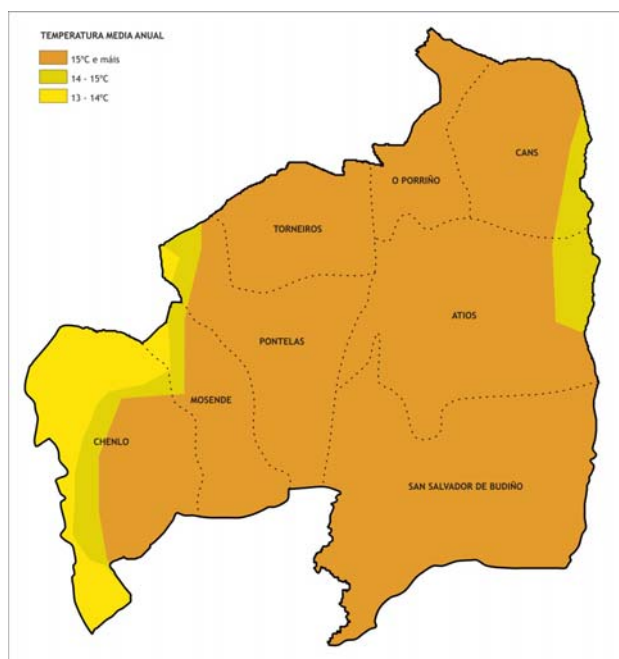 TEMPERATURA MEDIA ANUAL
15ºC e máis
14 - 15ºC
13 - 14ºC
CANS
O PORRIÑO
TORNEIROS
ATIOS
PONTELAS
MOSENDE
CHENLO
SAN SALVADOR DE BUDIÑO